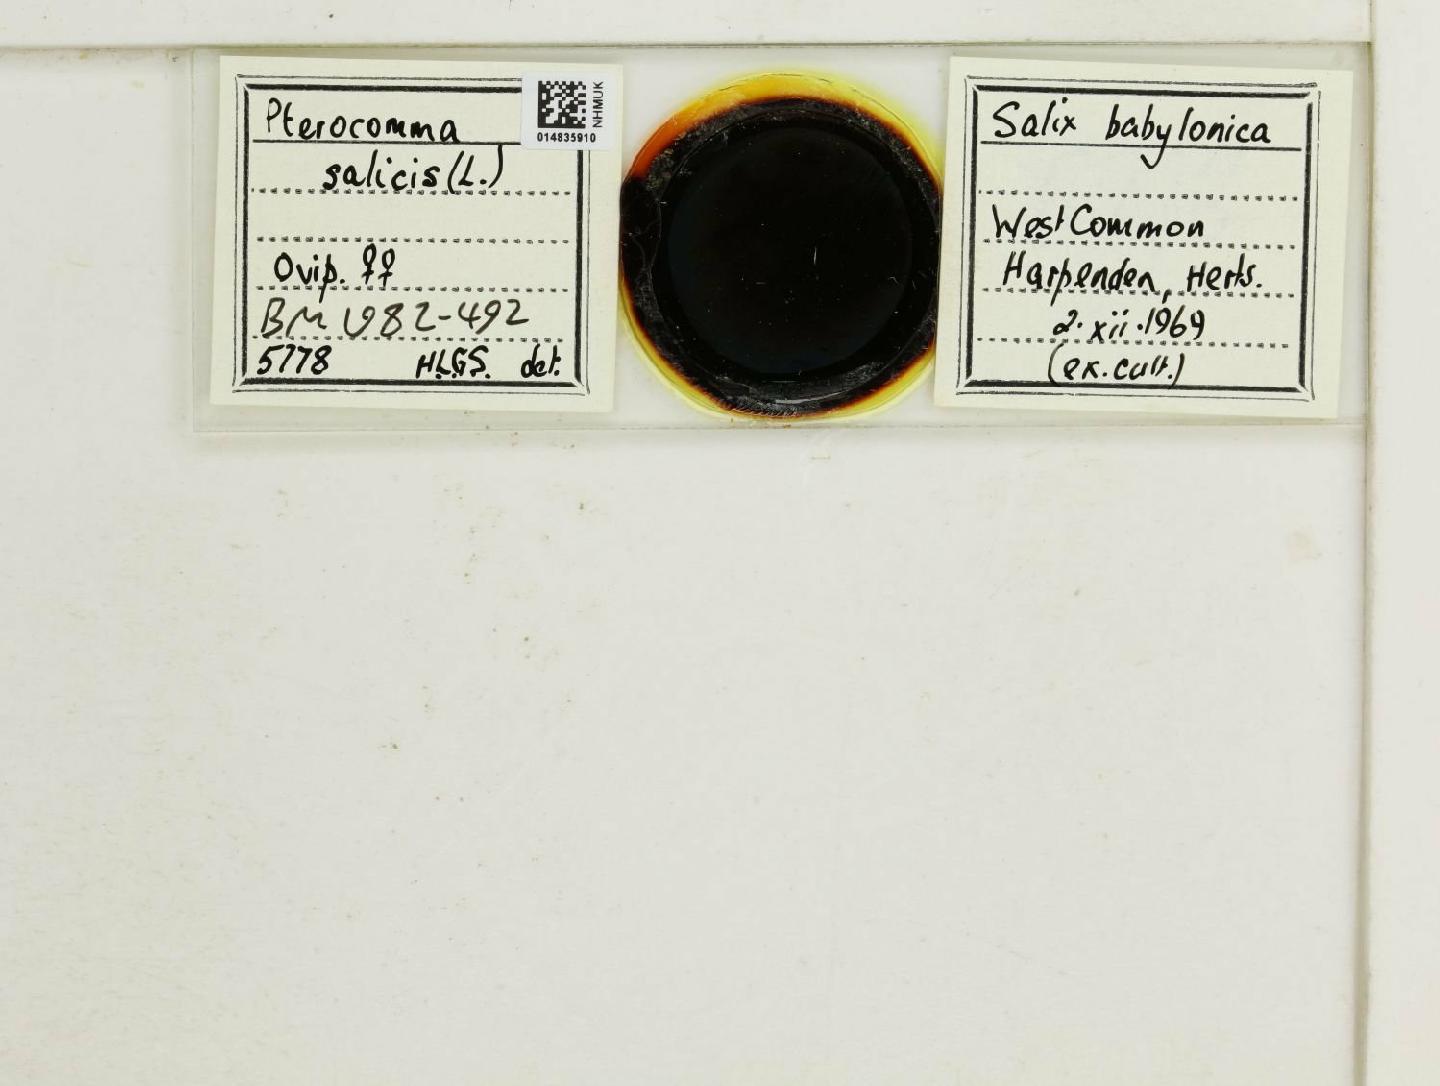 Pterocomma
salicis (L.)
Ovip. ♀♀
BM 1982-492
5778 H.L.G.S. det.
NHMUK
014835910
Salix babylonica
West Common
Harpenden, Herts.
2.xii.1969
(ex. cult.)